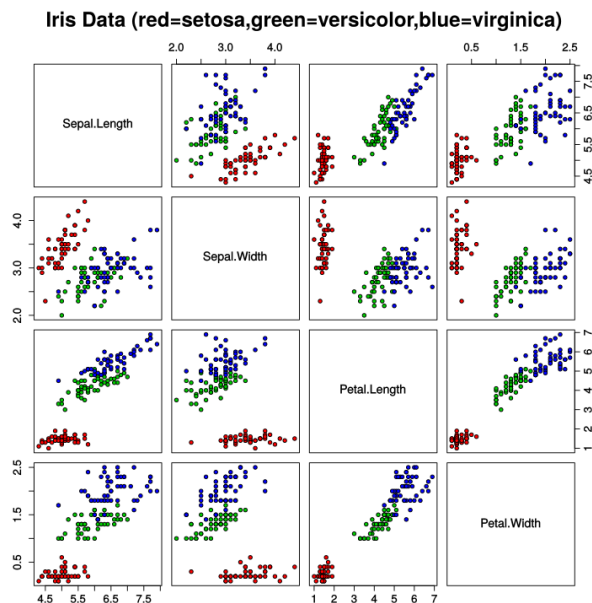 Iris Data (red=setosa,green=versicolor,blue=virginica)
2.0 3.0 4.0 0.5 1.5 2.5
Sepal.Length
4.5 5.5 6.5 7.5
2.0 3.0 4.0
Sepal.Width
Petal.Length
1 2 3 4 5 6 7
0.5 1.5 2.5
Petal.Width
4.5 5.5 6.5 7.5 1 2 3 4 5 6 7